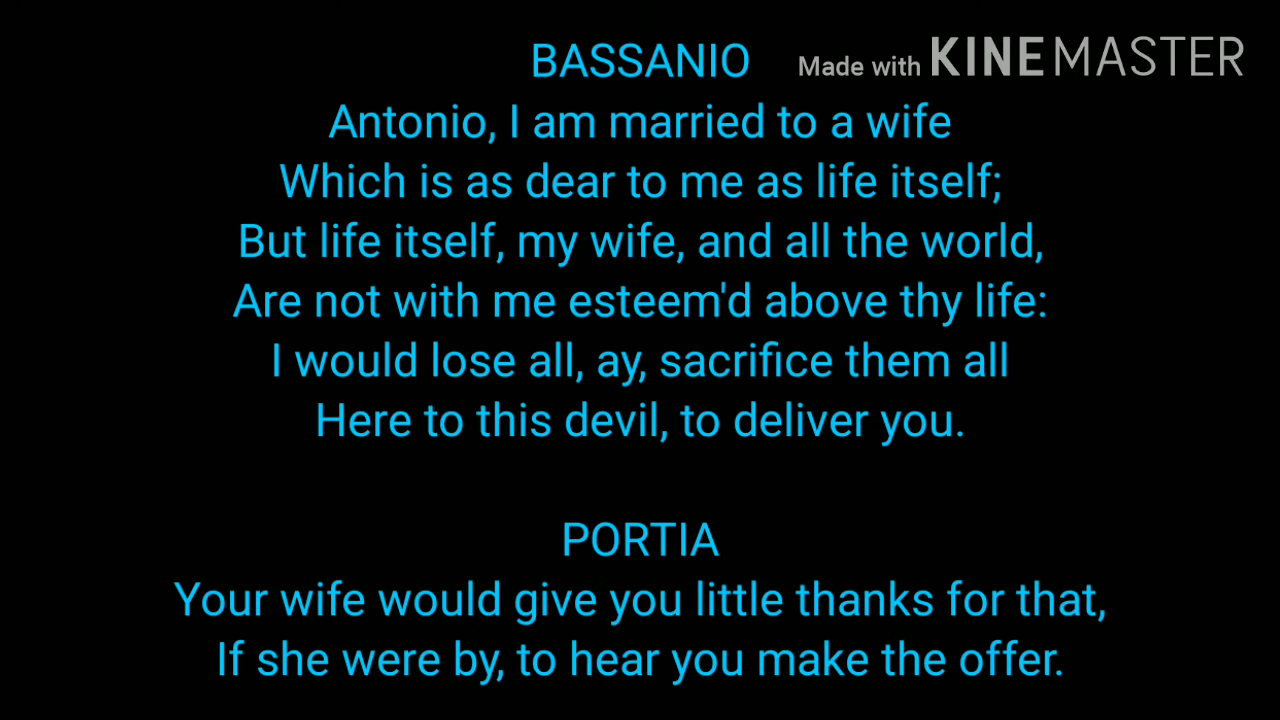 BASSANIO
Made with KINEMASTER
Antonio, I am married to a wife
Which is as dear to me as life itself;
But life itself, my wife, and all the world,
Are not with me esteem'd above thy life:
I would lose all, ay, sacrifice them all
Here to this devil, to deliver you.
PORTIA
Your wife would give you little thanks for that,
If she were by, to hear you make the offer.